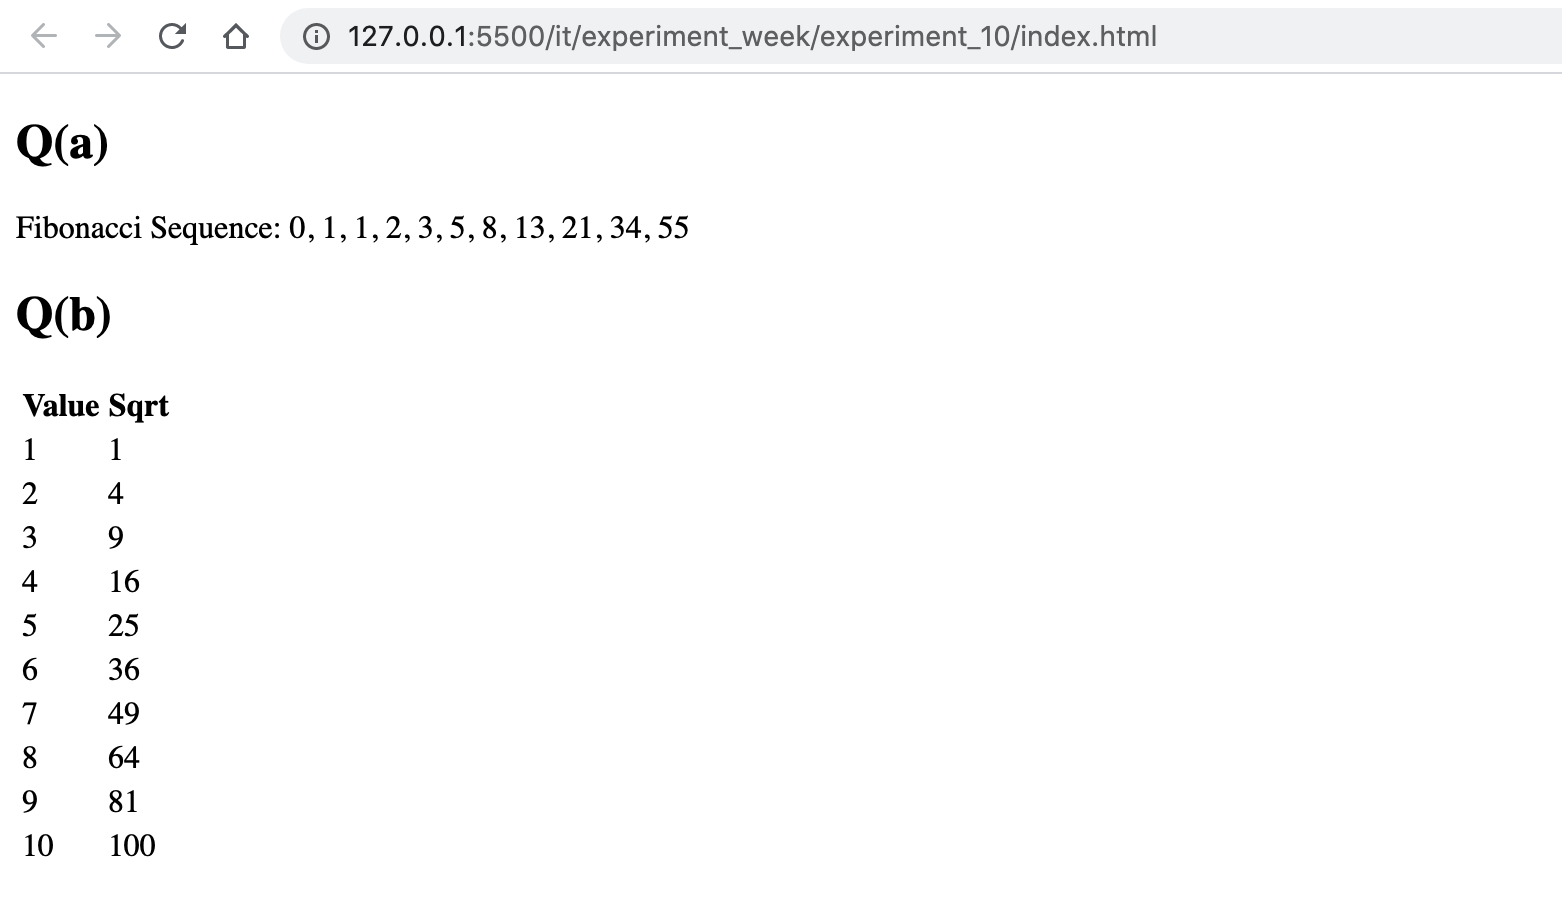 127.0.0.1:5500/it/experiment_week/experiment_10/index.html
Q(a)
Fibonacci Sequence: 0, 1, 1, 2, 3, 5, 8, 13, 21, 34, 55
Q(b)
Value Sqrt
1 1
2 4
3 9
4 16
5 25
6 36
7 49
8 64
9 81
10 100